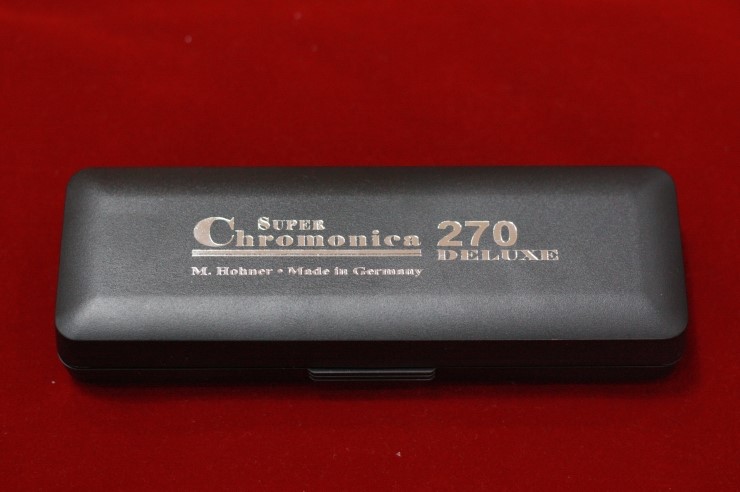 SUPER
Chromonica 270
DELUXE
M. Hohner • Made in Germany